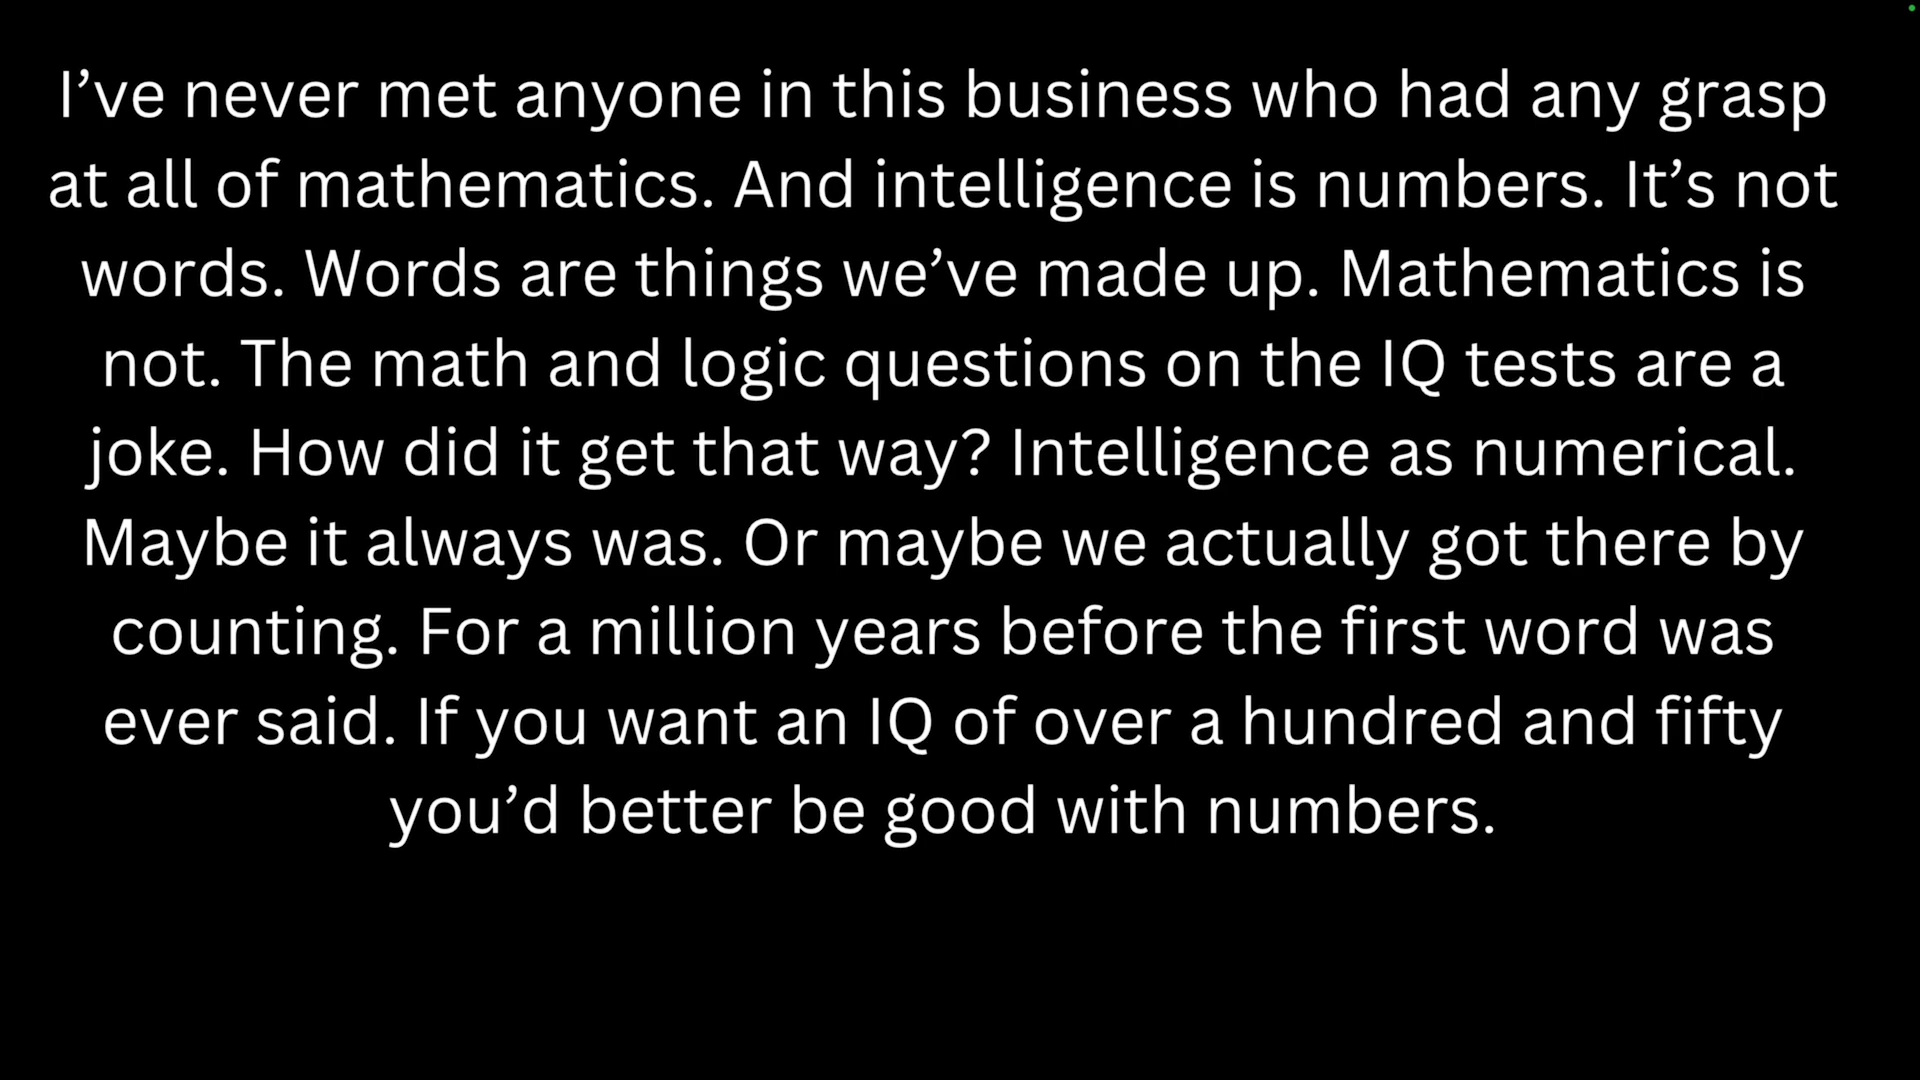 I’ve never met anyone in this business who had any grasp
at all of mathematics. And intelligence is numbers. It’s not
words. Words are things we’ve made up. Mathematics is
not. The math and logic questions on the IQ tests are a
joke. How did it get that way? Intelligence as numerical.
Maybe it always was. Or maybe we actually got there by
counting. For a million years before the first word was
ever said. If you want an IQ of over a hundred and fifty
you’d better be good with numbers.